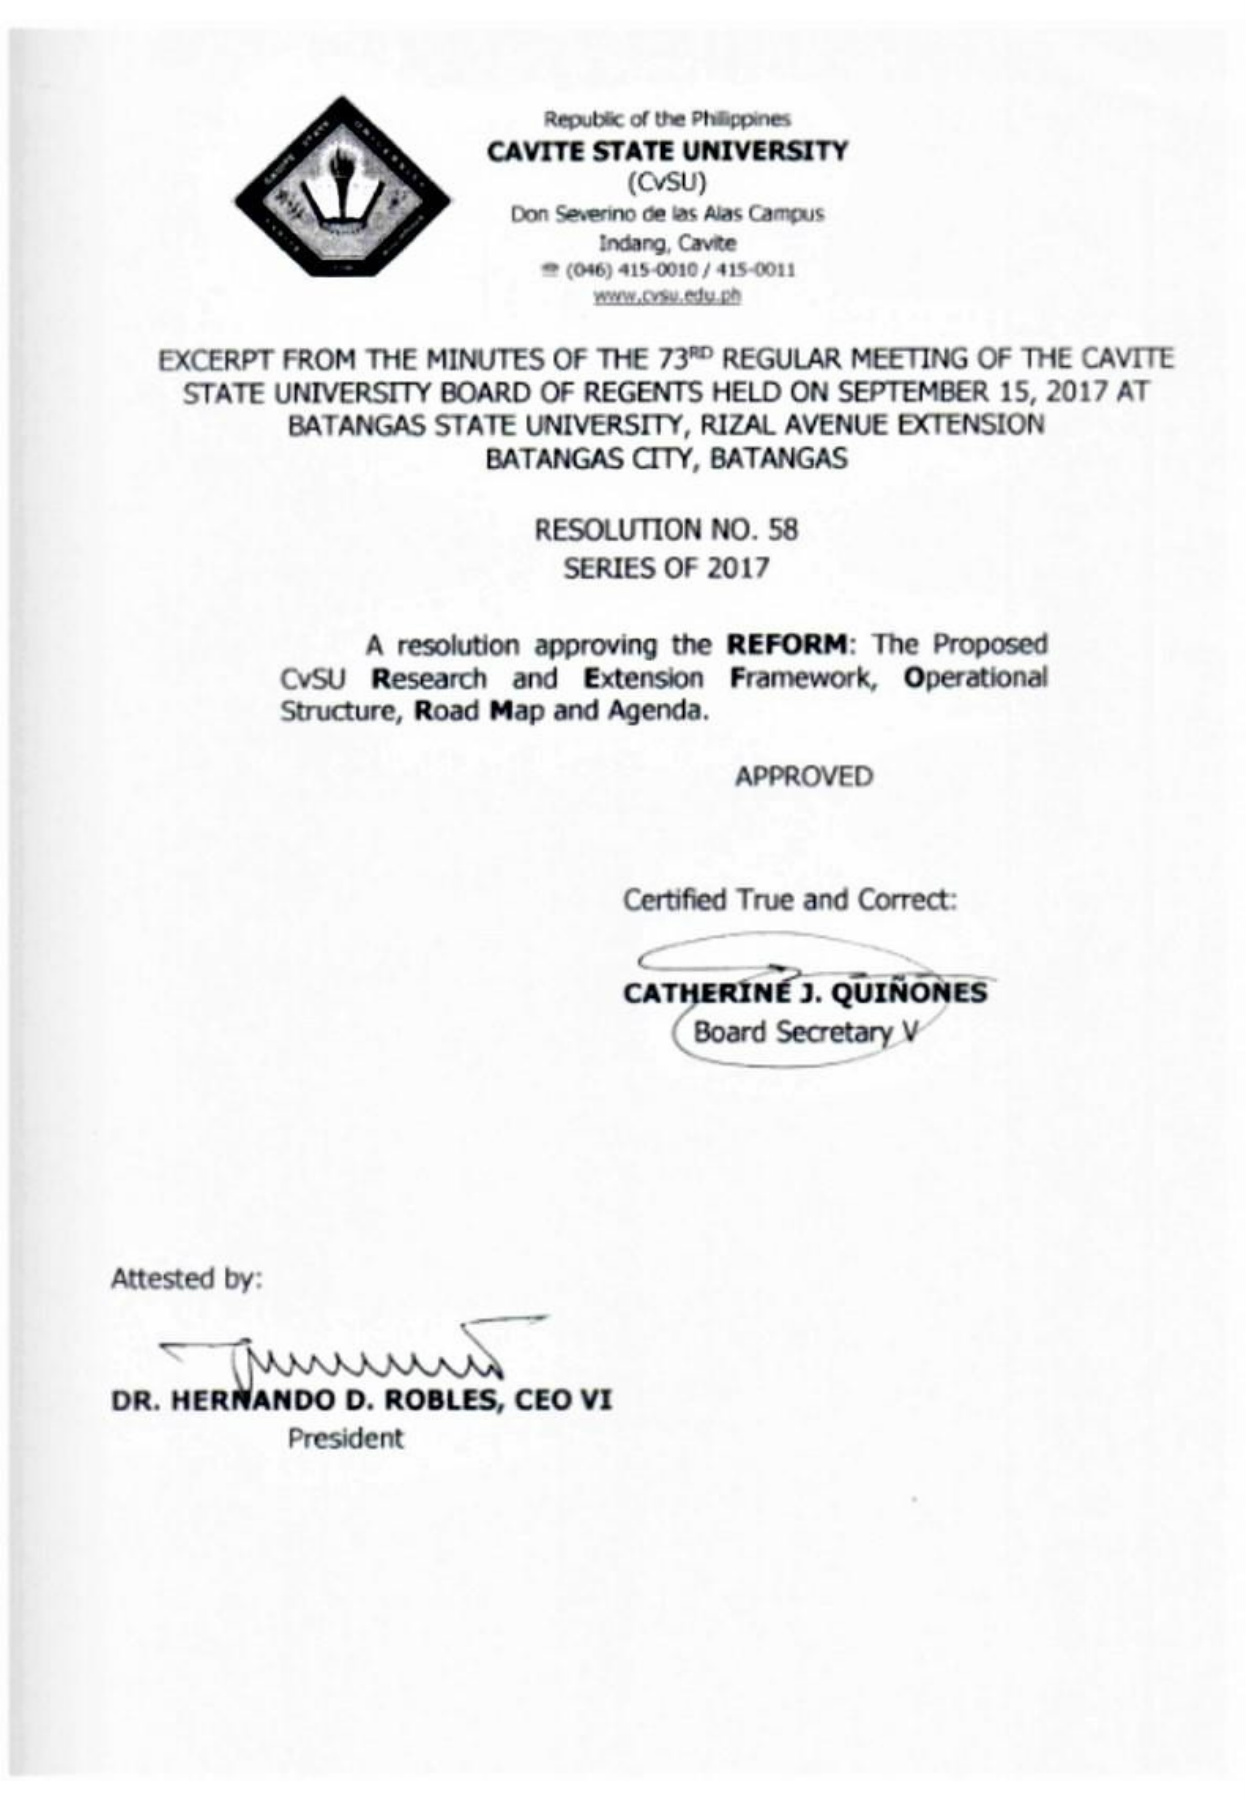 Republic of the Philippines
CAVITE STATE UNIVERSITY
(CvSU)
Don Severino de las Alas Campus
Indang, Cavite
☎ (046) 415-0010 / 415-0011
www.cvsu.edu.ph
EXCERPT FROM THE MINUTES OF THE 73RD REGULAR MEETING OF THE CAVITE
STATE UNIVERSITY BOARD OF REGENTS HELD ON SEPTEMBER 15, 2017 AT
BATANGAS STATE UNIVERSITY, RIZAL AVENUE EXTENSION
BATANGAS CITY, BATANGAS
RESOLUTION NO. 58
SERIES OF 2017
A resolution approving the REFORM: The Proposed
CvSU Research and Extension Framework, Operational
Structure, Road Map and Agenda.
APPROVED
Certified True and Correct:
CATHERINE J. QUIÑONES
Board Secretary V
Attested by:
DR. HERNANDO D. ROBLES, CEO VI
President